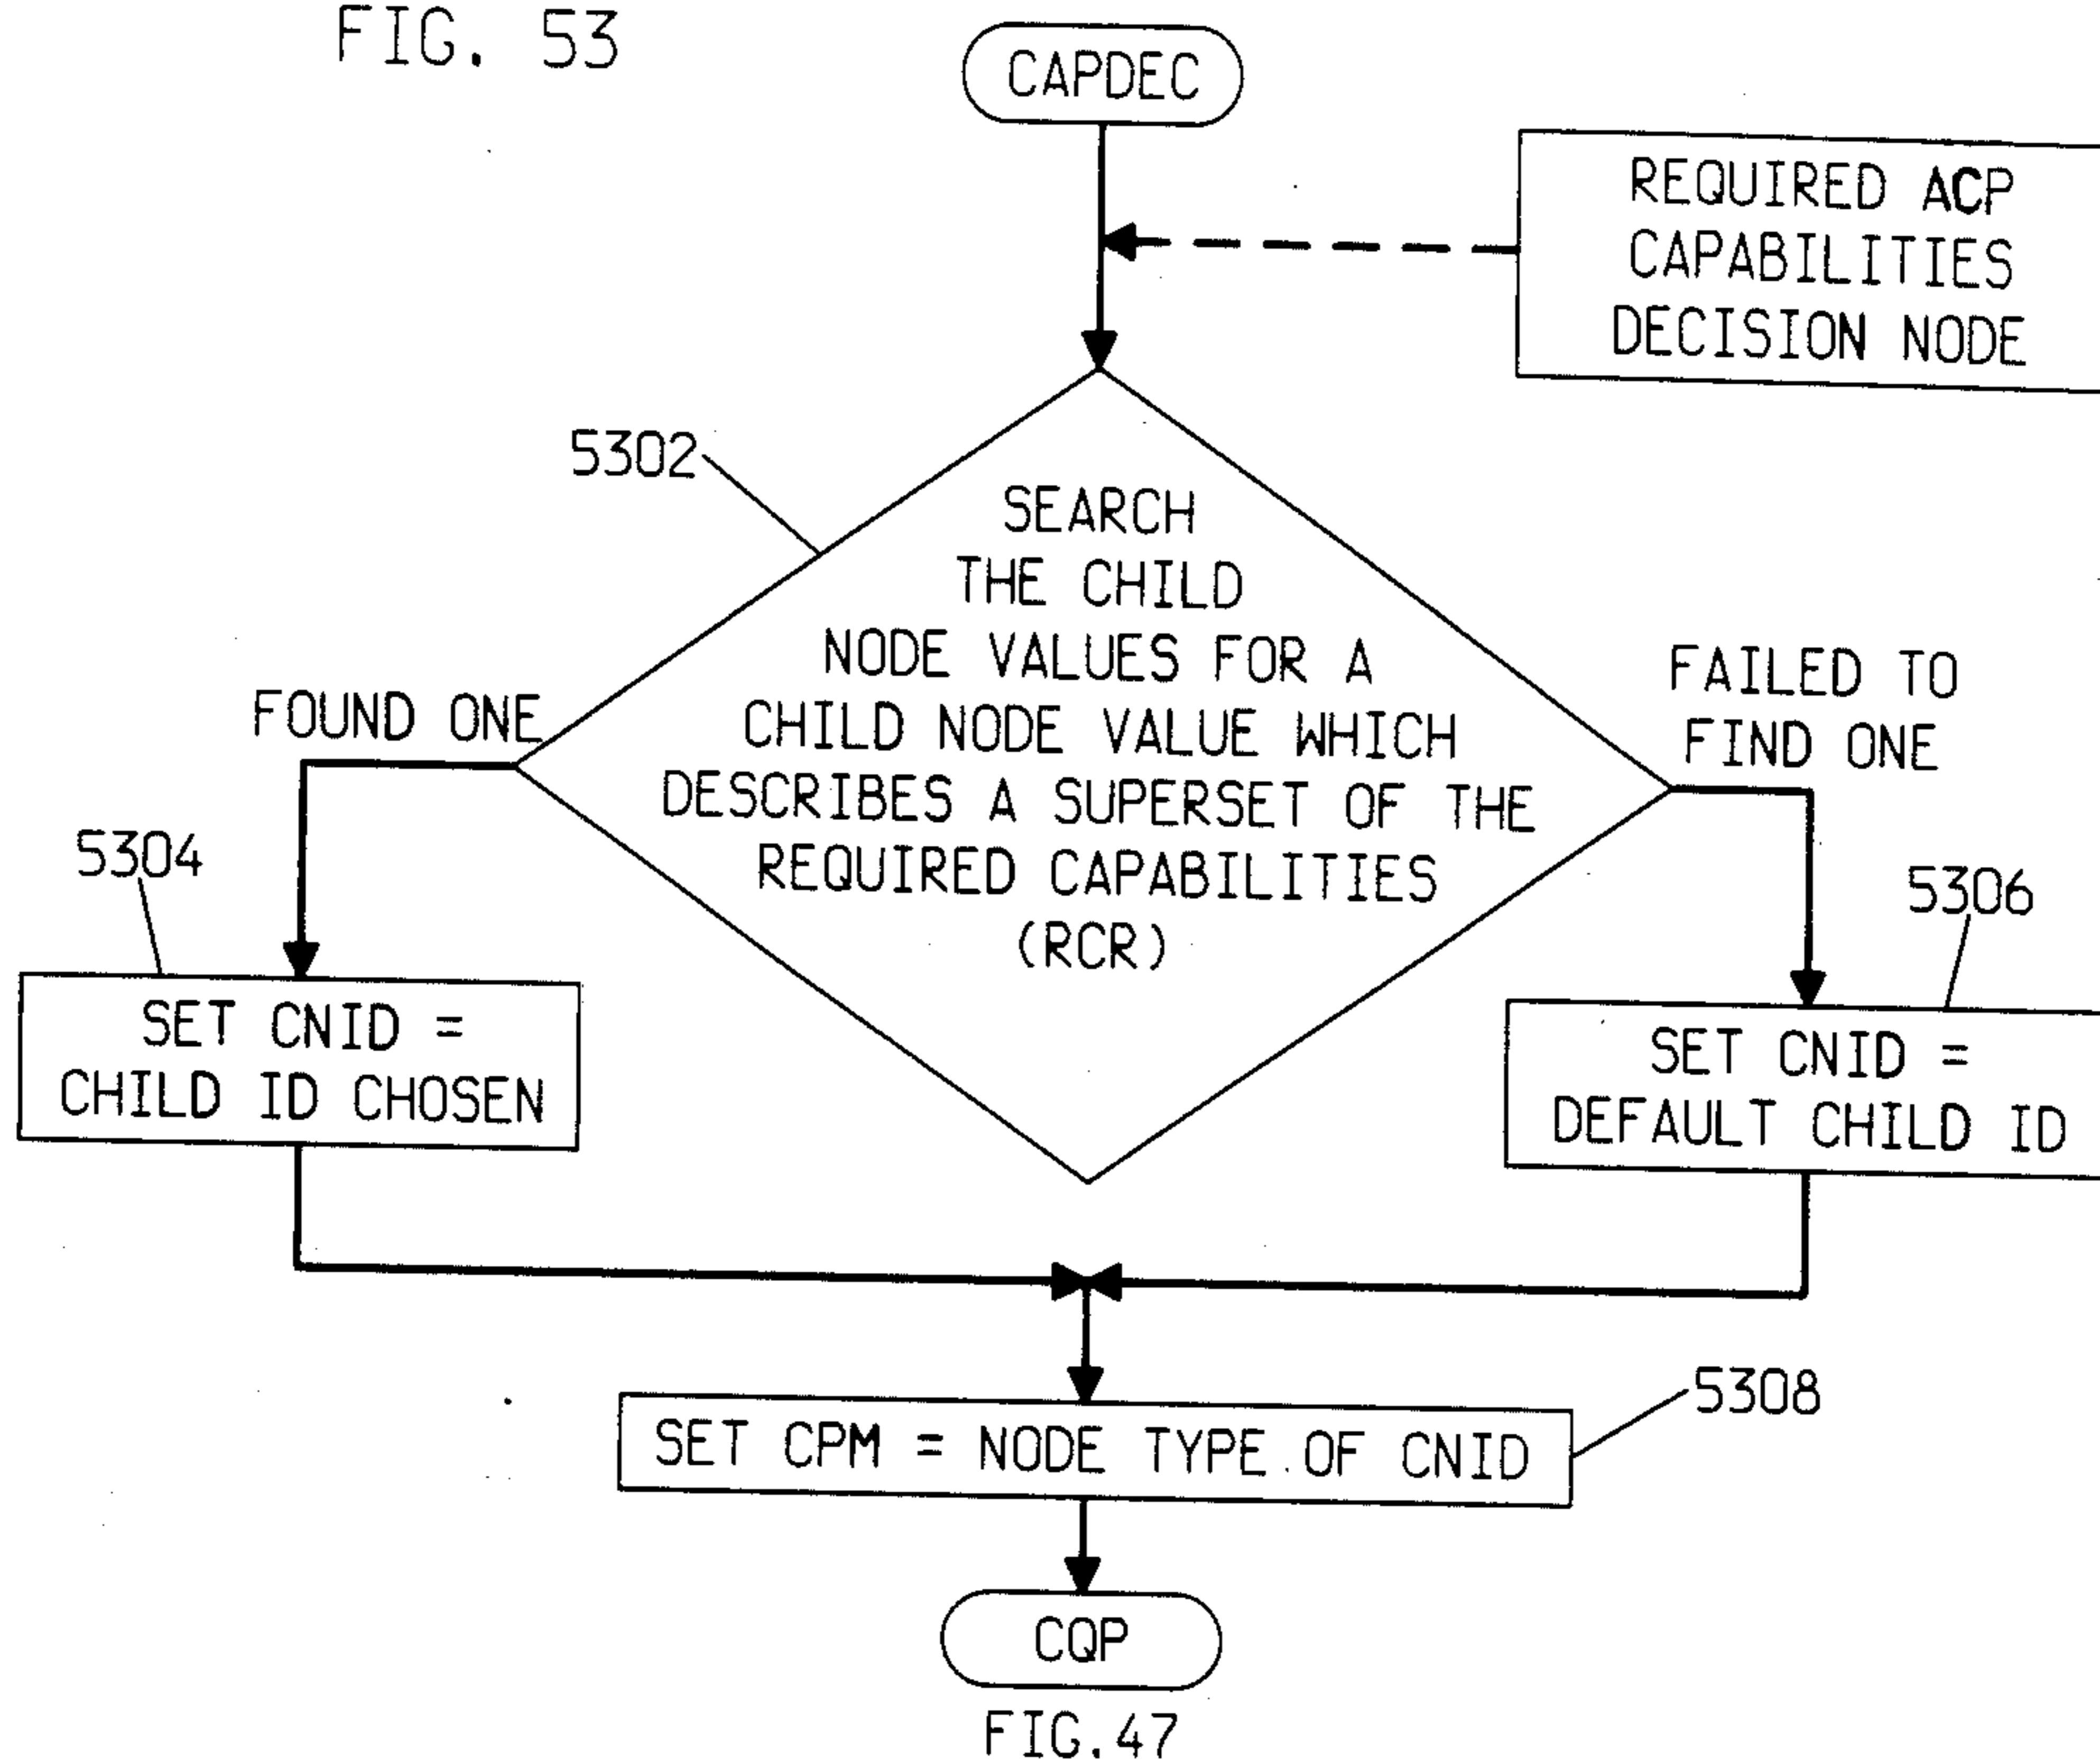 FIG. 53
CAPDEC
REQUIRED ACP
CAPABILITIES
DECISION NODE
5302
SEARCH
THE CHILD
NODE VALUES FOR A
CHILD NODE VALUE WHICH
DESCRIBES A SUPERSET OF THE
REQUIRED CAPABILITIES
(RCR)
FOUND ONE
FAILED TO
FIND ONE
5304
SET CNID =
CHILD ID CHOSEN
5306
SET CNID =
DEFAULT CHILD ID
SET CPM = NODE TYPE OF CNID
5308
CQP
FIG.47